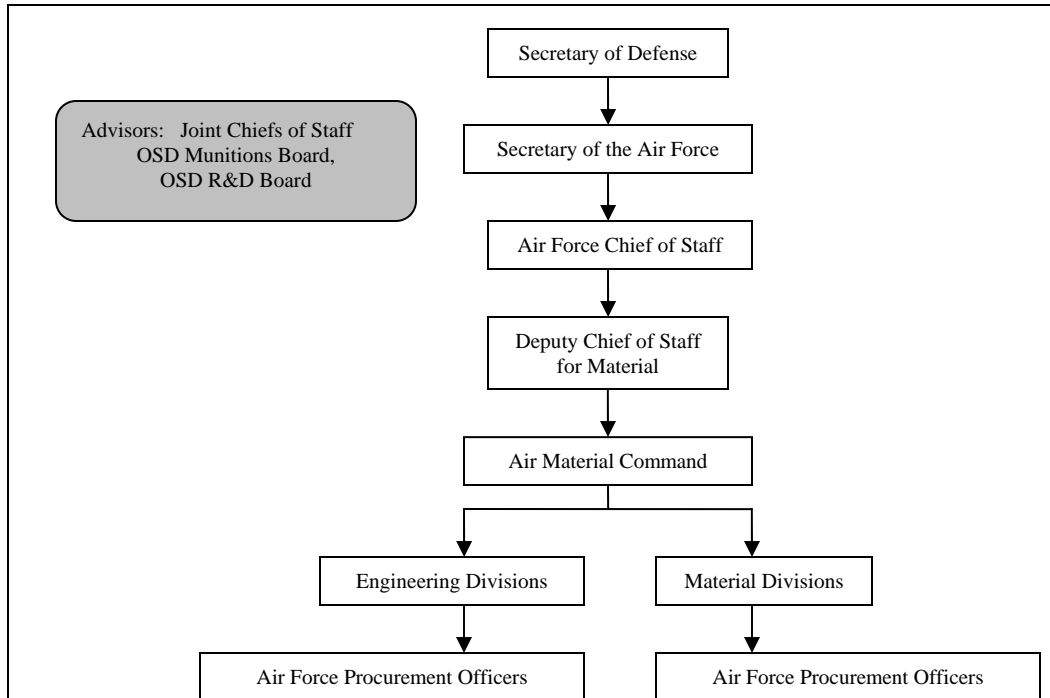 Secretary of Defense
Advisors: Joint Chiefs of Staff
OSD Munitions Board,
OSD R&D Board
Secretary of the Air Force
Air Force Chief of Staff
Deputy Chief of Staff
for Material
Air Material Command
Engineering Divisions
Material Divisions
Air Force Procurement Officers
Air Force Procurement Officers